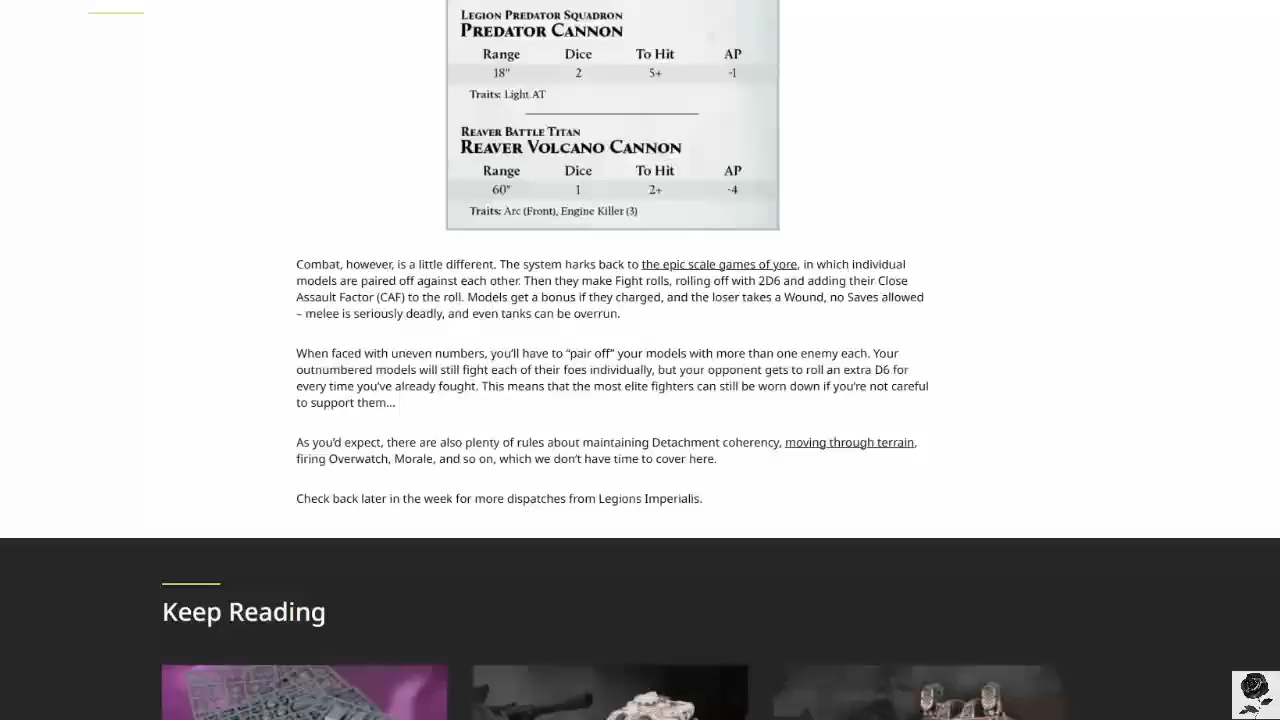 Legion Predator Squadron
Predator Cannon
Range Dice To Hit AP
18" 2 5+ -1
Traits: Light AT
Reaver Battle Titan
Reaver Volcano Cannon
Range Dice To Hit AP
60" 1 2+ -4
Traits: Arc (Front), Engine Killer (3)
Combat, however, is a little different. The system harks back to the epic scale games of yore, in which individual
models are paired off against each other. Then they make Fight rolls, rolling off with 2D6 and adding their Close
Assault Factor (CAF) to the roll. Models get a bonus if they charged, and the loser takes a Wound, no Saves allowed
– melee is seriously deadly, and even tanks can be overrun.
When faced with uneven numbers, you’ll have to “pair off” your models with more than one enemy each. Your
outnumbered models will still fight each of their foes individually, but your opponent gets to roll an extra D6 for
every time you’ve already fought. This means that the most elite fighters can still be worn down if you’re not careful
to support them…
As you’d expect, there are also plenty of rules about maintaining Detachment coherency, moving through terrain,
firing Overwatch, Morale, and so on, which we don’t have time to cover here.
Check back later in the week for more dispatches from Legions Imperialis.
Keep Reading